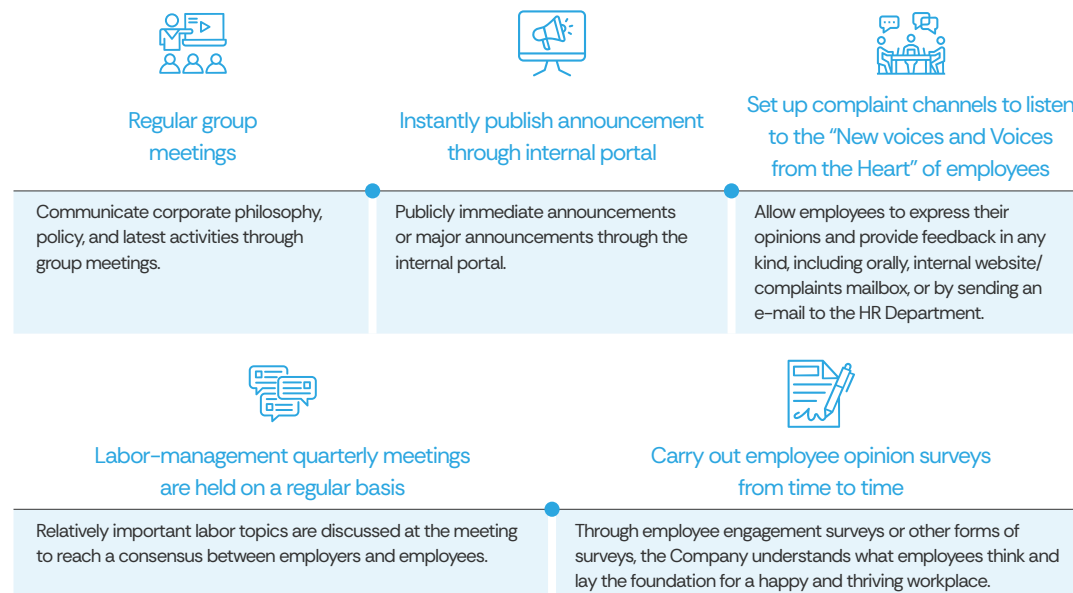 Regular group
meetings
Instantly publish announcement
through internal portal
Set up complaint channels to listen
to the “New voices and Voices
from the Heart” of employees
Communicate corporate philosophy,
policy, and latest activities through
group meetings.
Publicly immediate announcements
or major announcements through the
internal portal.
Allow employees to express their
opinions and provide feedback in any
kind, including orally, internal website/
complaints mailbox, or by sending an
e-mail to the HR Department.
Labor-management quarterly meetings
are held on a regular basis
Carry out employee opinion surveys
from time to time
Relatively important labor topics are discussed at the meeting
to reach a consensus between employers and employees.
Through employee engagement surveys or other forms of
surveys, the Company understands what employees think and
lay the foundation for a happy and thriving workplace.